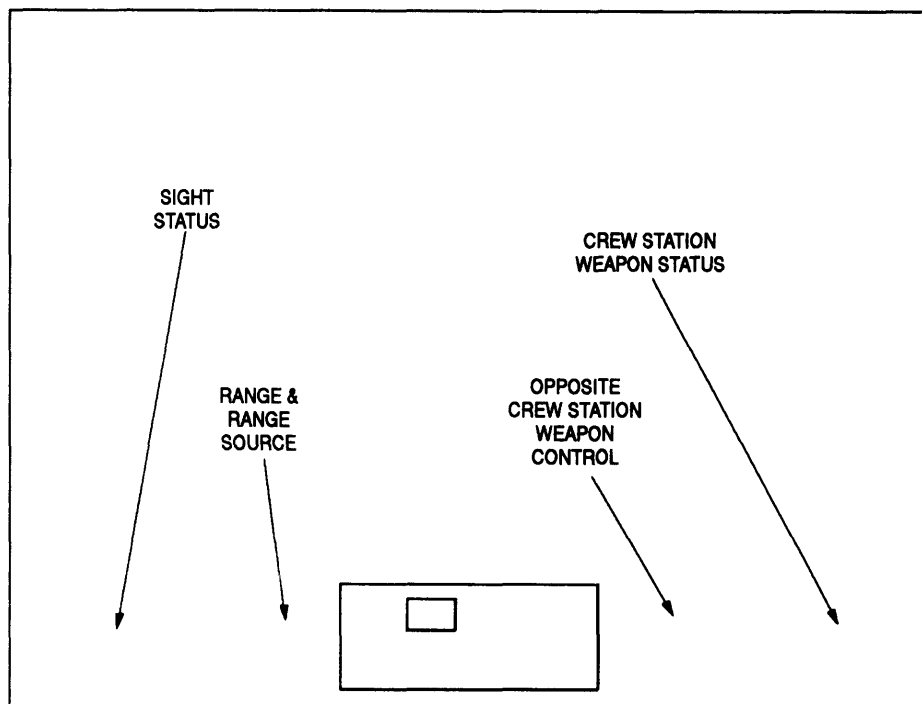 SIGHT
STATUS
CREW STATION
WEAPON STATUS
RANGE &
RANGE
SOURCE
OPPOSITE
CREW STATION
WEAPON
CONTROL